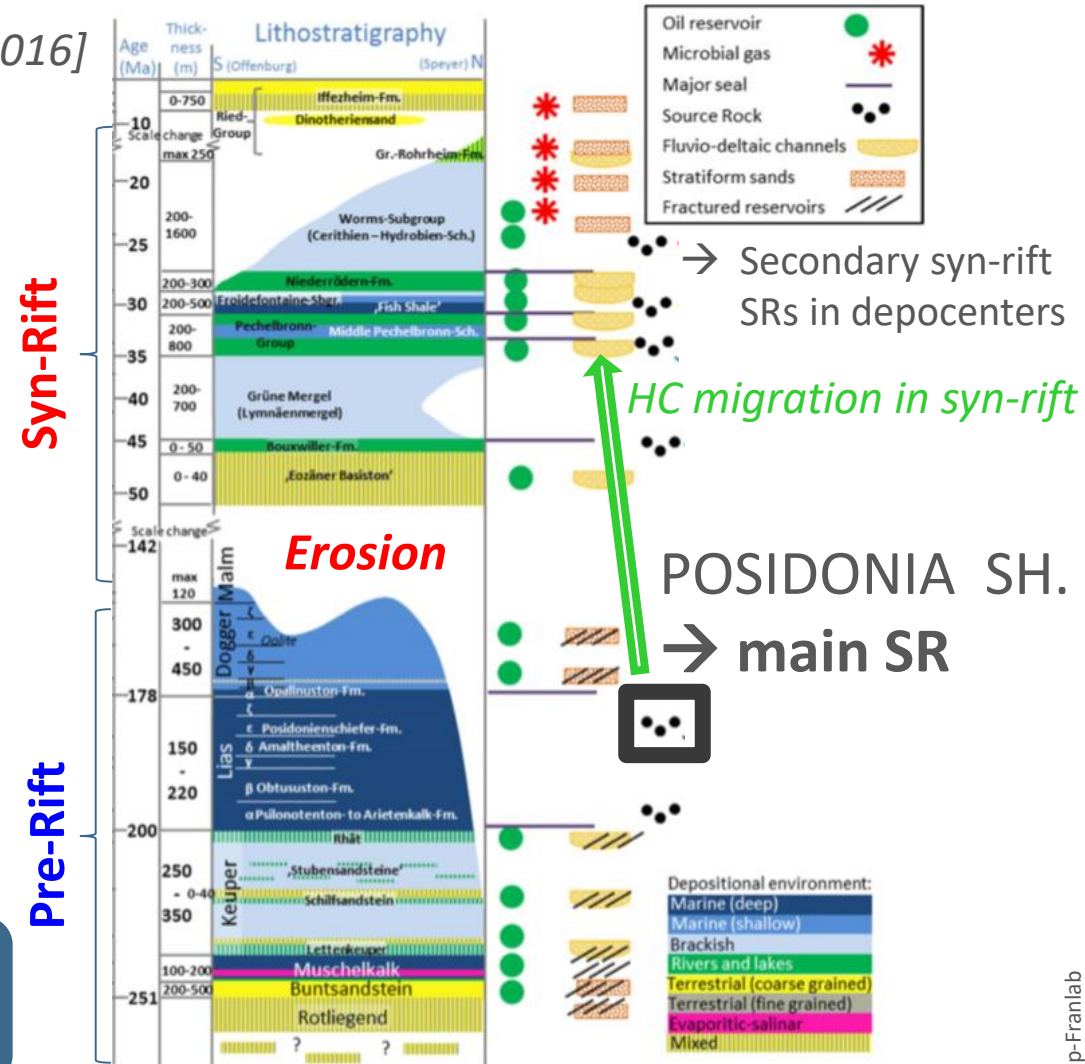 016]
Age
(Ma)
Thick-
ness
(m)
Lithostratigraphy
S (Offenburg)
(Speyer) N
0-750
Iffezheim-Fm.
Ried-
Group
Dinotheriensand
10
Scale change
max 250
Gr.-Rohrheim-Fm.
20
200-
1600
Worms-Subgroup
(Cerithien – Hydrobien-Sch.)
25
200-300
Niederrödern-Fm.
30
200-500
Froidefontaine-Sbgr.
‚Fish Shale'
200-
800
Pechelbronn-
Group
Middle Pechelbronn-Sch.
35
200-
700
Grüne Mergel
(Lymnäenmergel)
40
45
0 - 50
Bouxwiller-Fm.
0 - 40
‚Eozäner Basiston'
50
Scale change
142
Erosion
max
120
Malm
300
-
450
Dogger
ζ
ε
Oolite
δ
γ
α
Opalinuston-Fm.
178
150
-
220
Lias
ζ
ε Posidonienschiefer-Fm.
δ Amaltheenton-Fm.
γ
β Obtususton-Fm.
α Psilonotenton- to Arietenkalk-Fm.
200
Rhät
250
- 0-40
350
Keuper
‚Stubensandsteine'
Schilfsandstein
Lettenkeuper
100-200
Muschelkalk
200-500
Buntsandstein
251
Rotliegend
? ?
Syn-Rift
Pre-Rift
Oil reservoir
Microbial gas
Major seal
Source Rock
Fluvio-deltaic channels
Stratiform sands
Fractured reservoirs
→ Secondary syn-rift
SRs in depocenters
HC migration in syn-rift
POSIDONIA SH.
→ main SR
Depositional environment:
Marine (deep)
Marine (shallow)
Brackish
Rivers and lakes
Terrestrial (coarse grained)
Terrestrial (fine grained)
Evaporitic-salinar
Mixed
p-Franlab